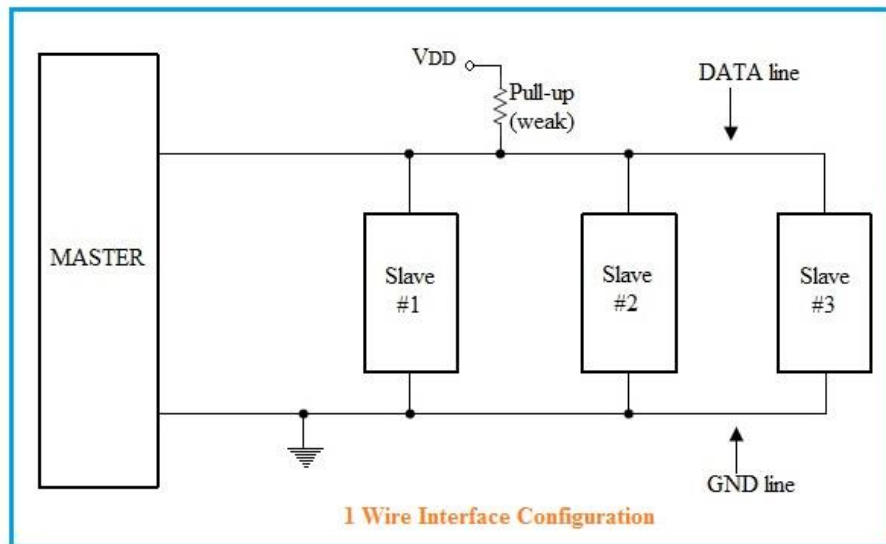 VDD
Pull-up
(weak)
DATA line
MASTER
Slave
#1
Slave
#2
Slave
#3
GND line
1 Wire Interface Configuration